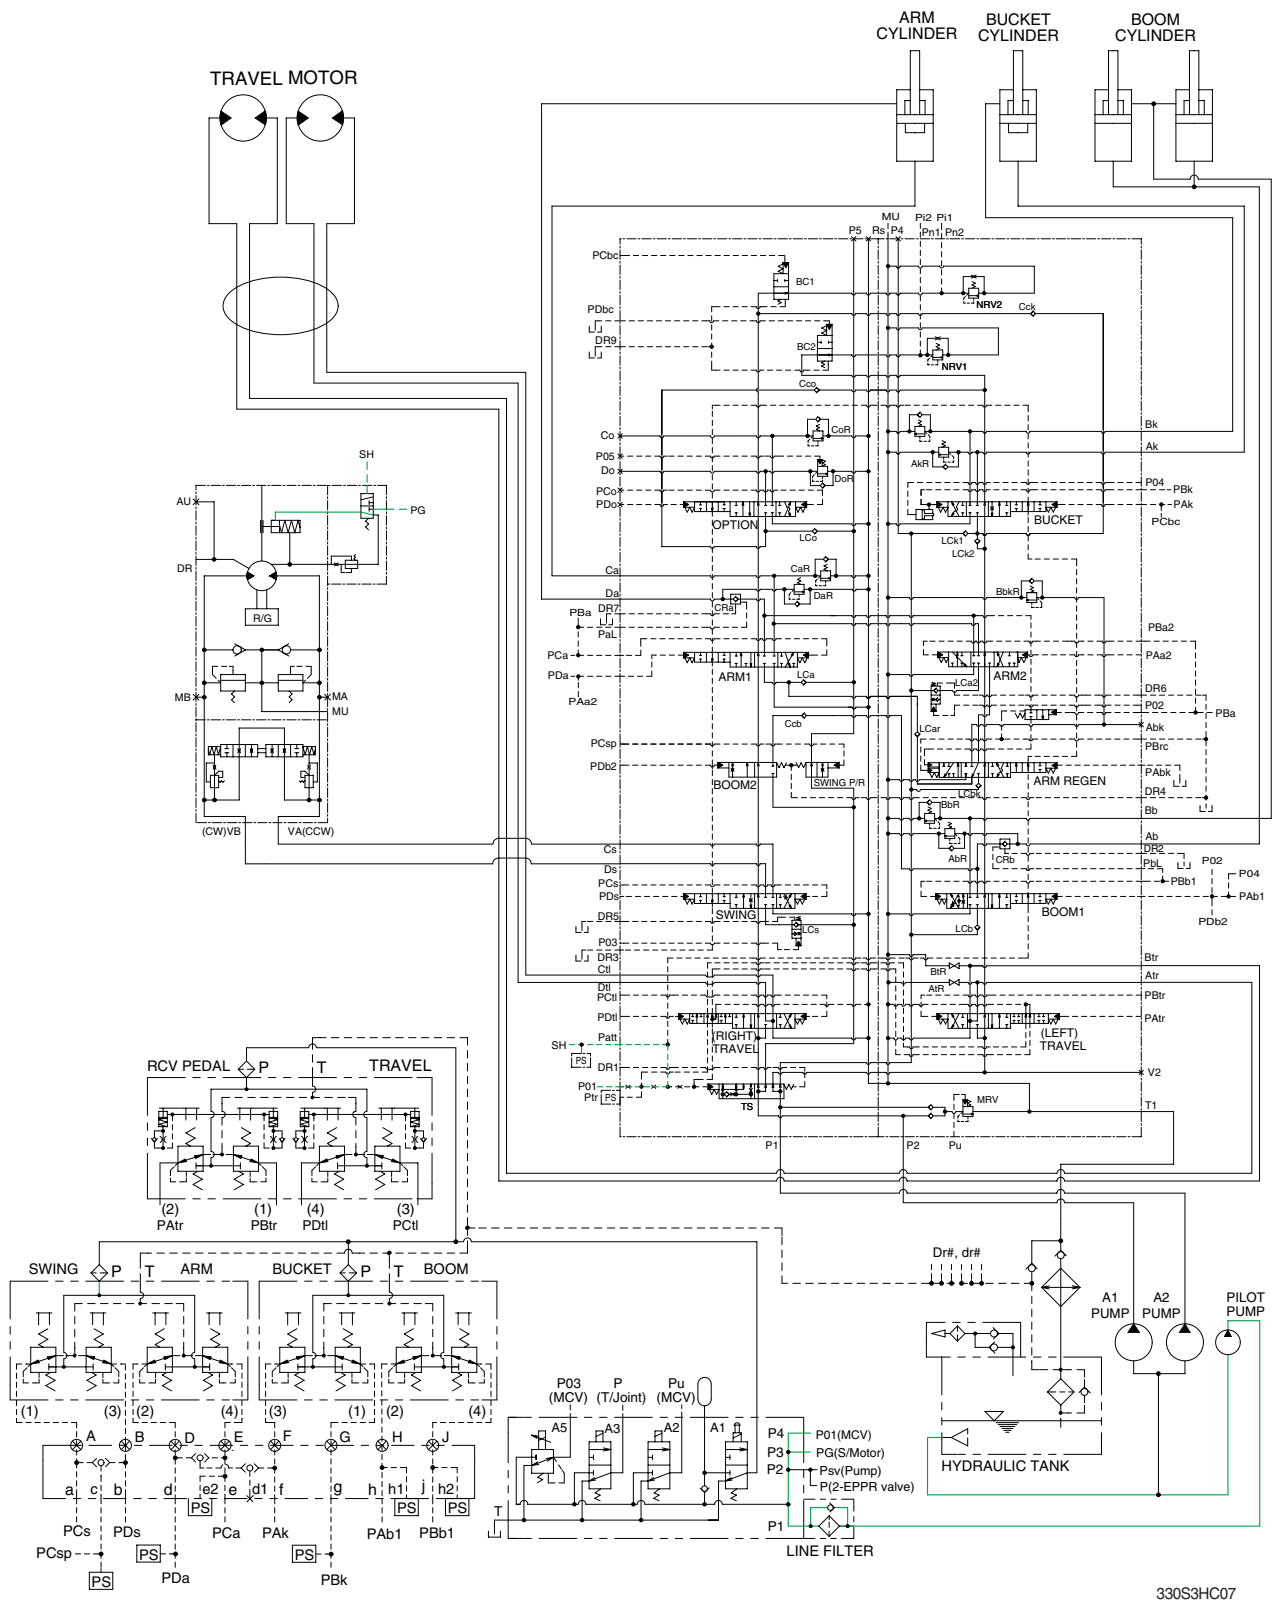 ARM
CYLINDER
BUCKET
CYLINDER
BOOM
CYLINDER
TRAVEL MOTOR
MU
Pi2 Pi1
P5 Rs P4 Pn1 Pn2
PCbc
BC1
NRV2
Cck
PDbc
DR9
BC2
NRV1
Cco
Co
CoR
Bk
P05
Do
DoR
AkR
Ak
PCo
PDo
OPTION
P04
PBk
PAk
PCbc
BUCKET
LCo
LCk1
LCk2
SH
AU
PG
DR
R/G
MB
MA
MU
(CW)VB
VA(CCW)
Ca
CaR
Da
DaR
BbkR
PBa
DR7
CRa
PaL
PBa2
PCa
PAa2
PDa
ARM1
ARM2
PAa2
LCa
LCa2
DR6
P02
PBa
Ccb
LCar
Abk
PCsp
PBrc
PDb2
BOOM2
SWING P/R
ARM REGEN
PAbk
LCbk
DR4
BbR
Bb
Cs
AbR
CRb
Ab
DR2
Ds
PbL
P02
P04
PCs
PBb1
PDs
PAb1
SWING
BOOM1
PDb2
DR5
LCs
LCb
P03
DR3
Btr
Ctl
BtR
Atr
Dtl
AtR
PCtl
PBtr
PDtl
PAtr
(RIGHT)
TRAVEL
(LEFT)
TRAVEL
Patt
SH
PS
DR1
V2
P01
Ptr PS
TS
MRV
T1
P1
P2
Pu
RCV PEDAL P T TRAVEL
(2) (1) (4) (3)
PAtr PBtr PDtl PCtl
SWING P T ARM
BUCKET P T BOOM
(1) (3) (2) (4)
(3) (1) (2) (4)
A B D E F G H J
a c b d e2 e d1 f g h h1 j h2
PS PS PS
PCs PDs PCa PAk PAb1 PBb1
PCsp
PS
PS
PDa
PS
PBk
P03
(MCV)
P
(T/Joint)
Pu
(MCV)
A5 A3 A2 A1
P4
P01(MCV)
P3
PG(S/Motor)
P2
Psv(Pump)
P(2-EPPR valve)
T
P1
LINE FILTER
Dr#, dr#
A1
PUMP
A2
PUMP
PILOT
PUMP
HYDRAULIC TANK
330S3HC07